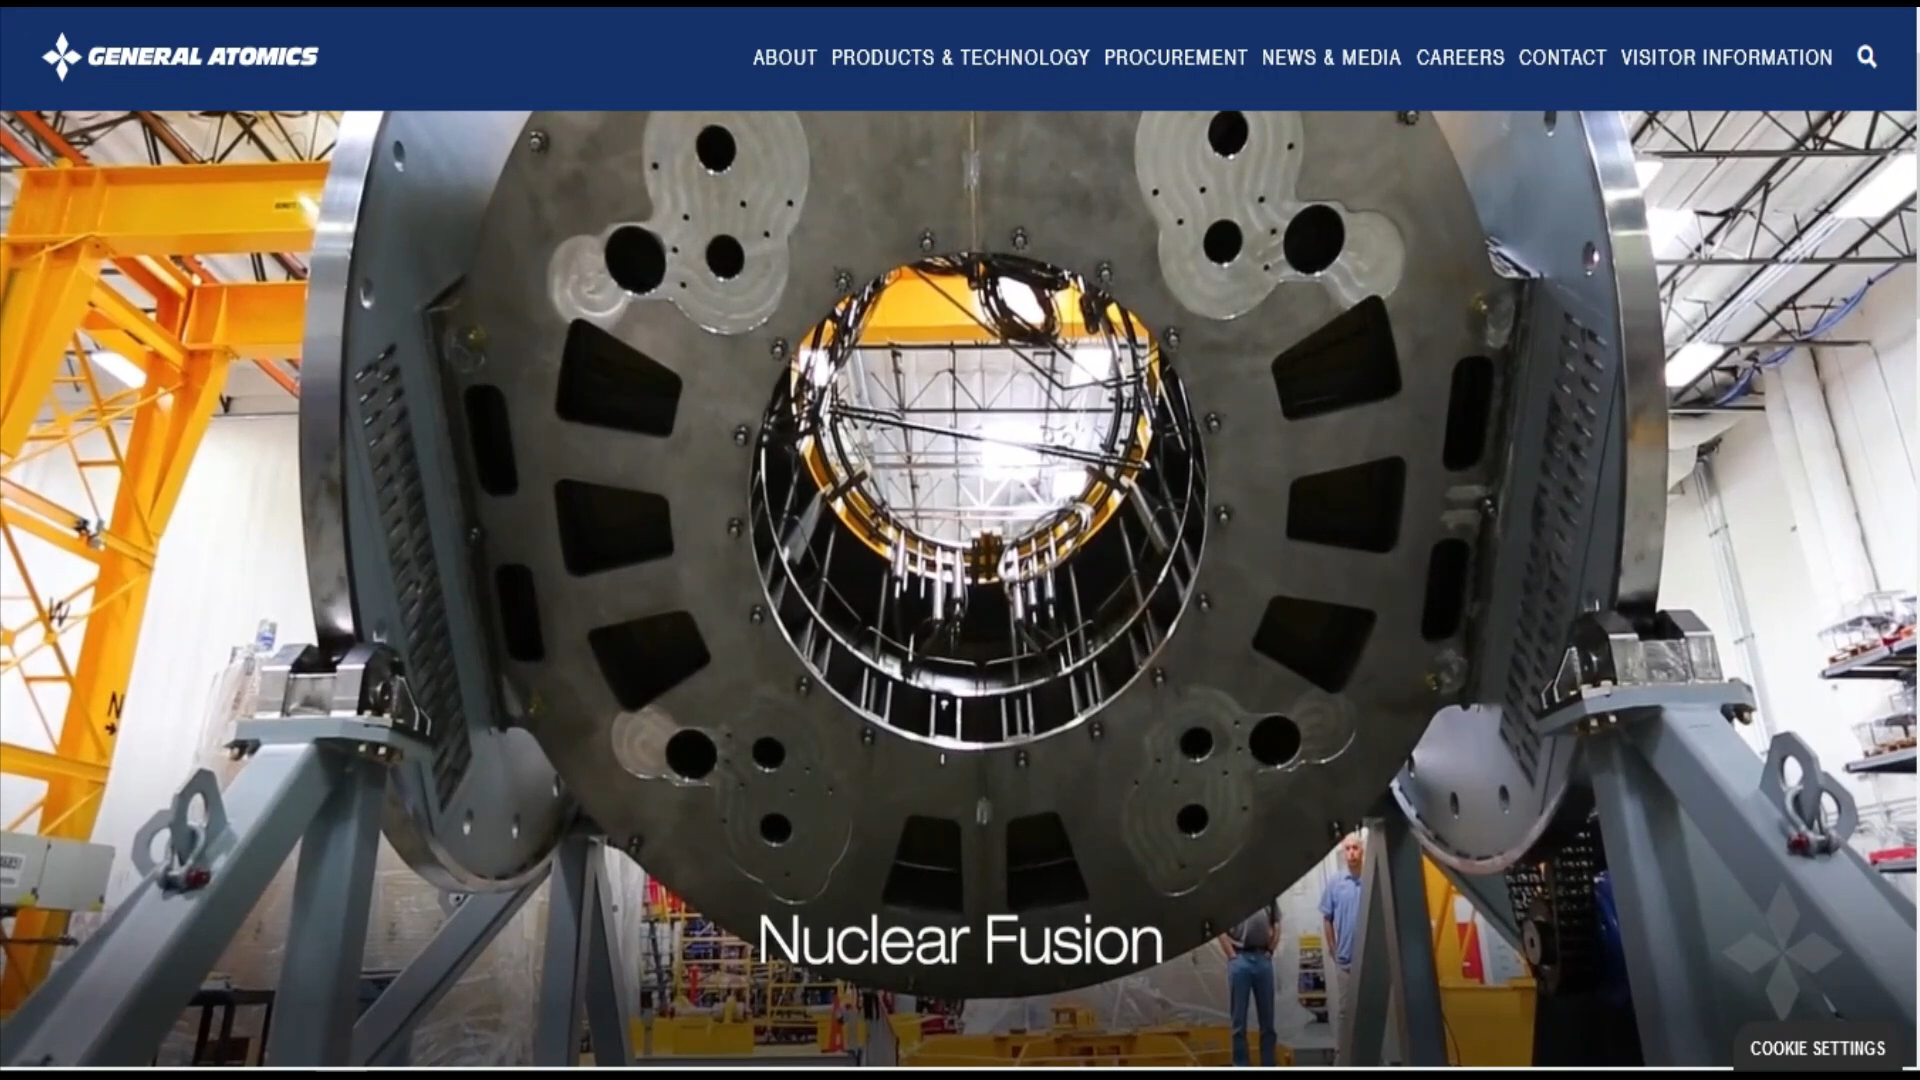 GENERAL ATOMICS
ABOUT PRODUCTS & TECHNOLOGY PROCUREMENT NEWS & MEDIA CAREERS CONTACT VISITOR INFORMATION
N
Nuclear Fusion
COOKIE SETTINGS